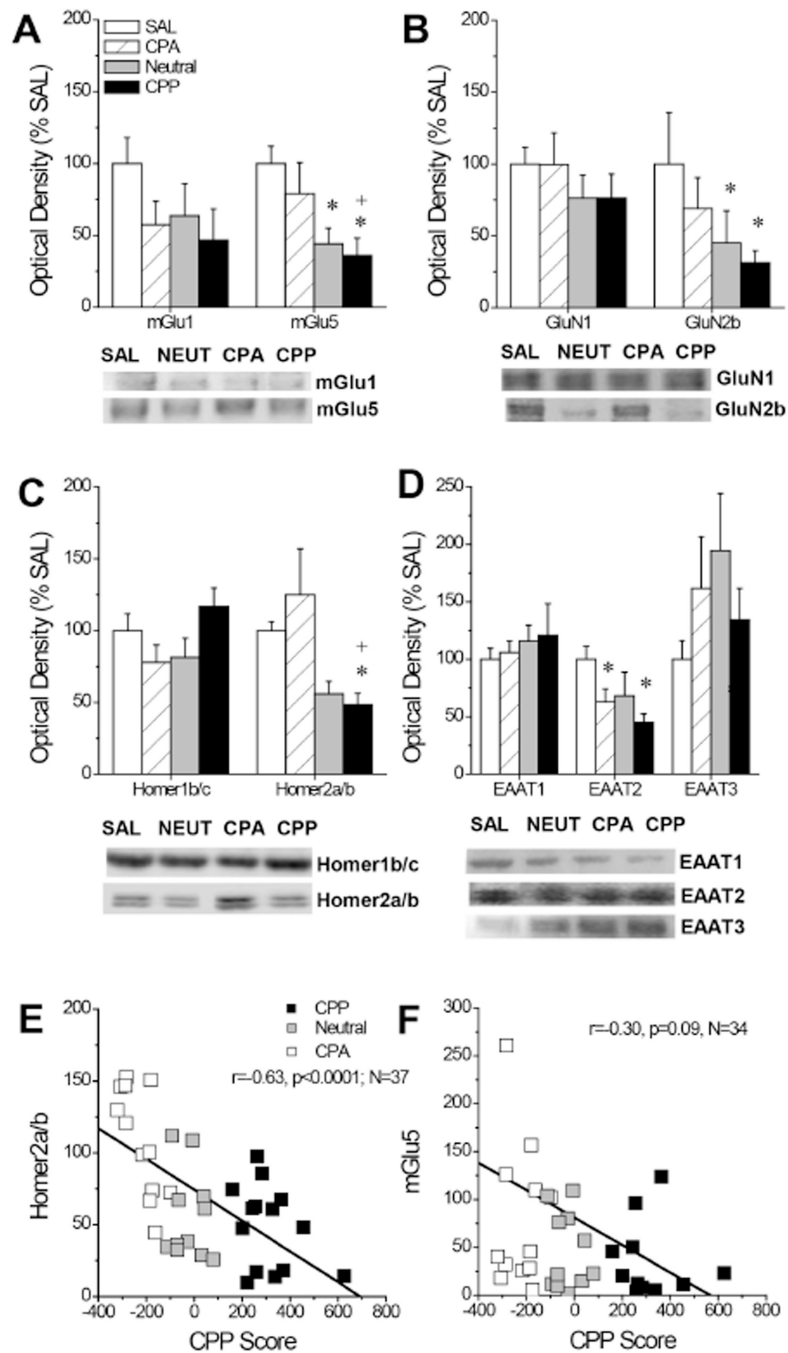 A
200
150
100
50
0
Optical Density (% SAL)
SAL
CPA
Neutral
CPP
*
+
*
mGlu1 mGlu5
SAL NEUT CPA CPP
mGlu1
mGlu5
B
200
150
100
50
0
Optical Density (% SAL)
*
*
GluN1 GluN2b
SAL NEUT CPA CPP
GluN1
GluN2b
C
200
150
100
50
0
Optical Density (% SAL)
+
*
Homer1b/c Homer2a/b
SAL NEUT CPA CPP
Homer1b/c
Homer2a/b
D
250
200
150
100
50
0
Optical Density (% SAL)
*
*
EAAT1 EAAT2 EAAT3
SAL NEUT CPA CPP
EAAT1
EAAT2
EAAT3
E
200
150
100
50
0
Homer2a/b
CPP
Neutral
CPA
r=-0.63, p<0.0001; N=37
-400 -200 0 200 400 600 800
CPP Score
F
300
250
200
150
100
50
0
mGlu5
r=-0.30, p=0.09, N=34
-400 -200 0 200 400 600 800
CPP Score